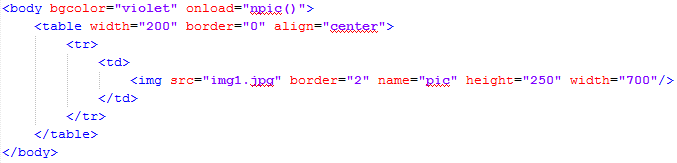 <body bgcolor="violet" onload="npic()">
<table width="200" border="0" align="center">
<tr>
<td>
<img src="img1.jpg" border="2" name="pic" height="250" width="700"/>
</td>
</tr>
</table>
</body>